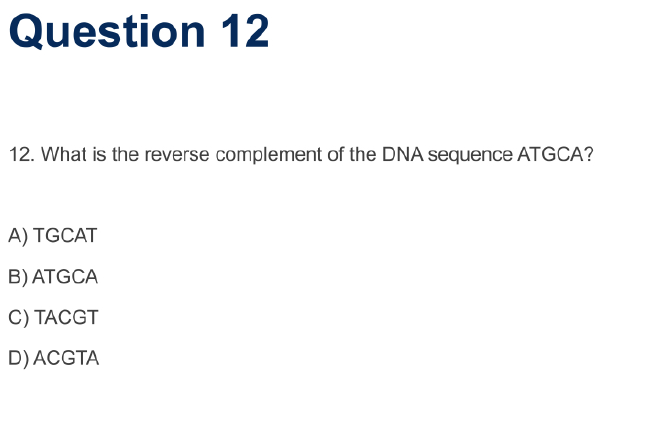 Question 12
12. What is the reverse complement of the DNA sequence ATGCA?
A) TGCAT
B) ATGCA
C) TACGT
D) ACGTA